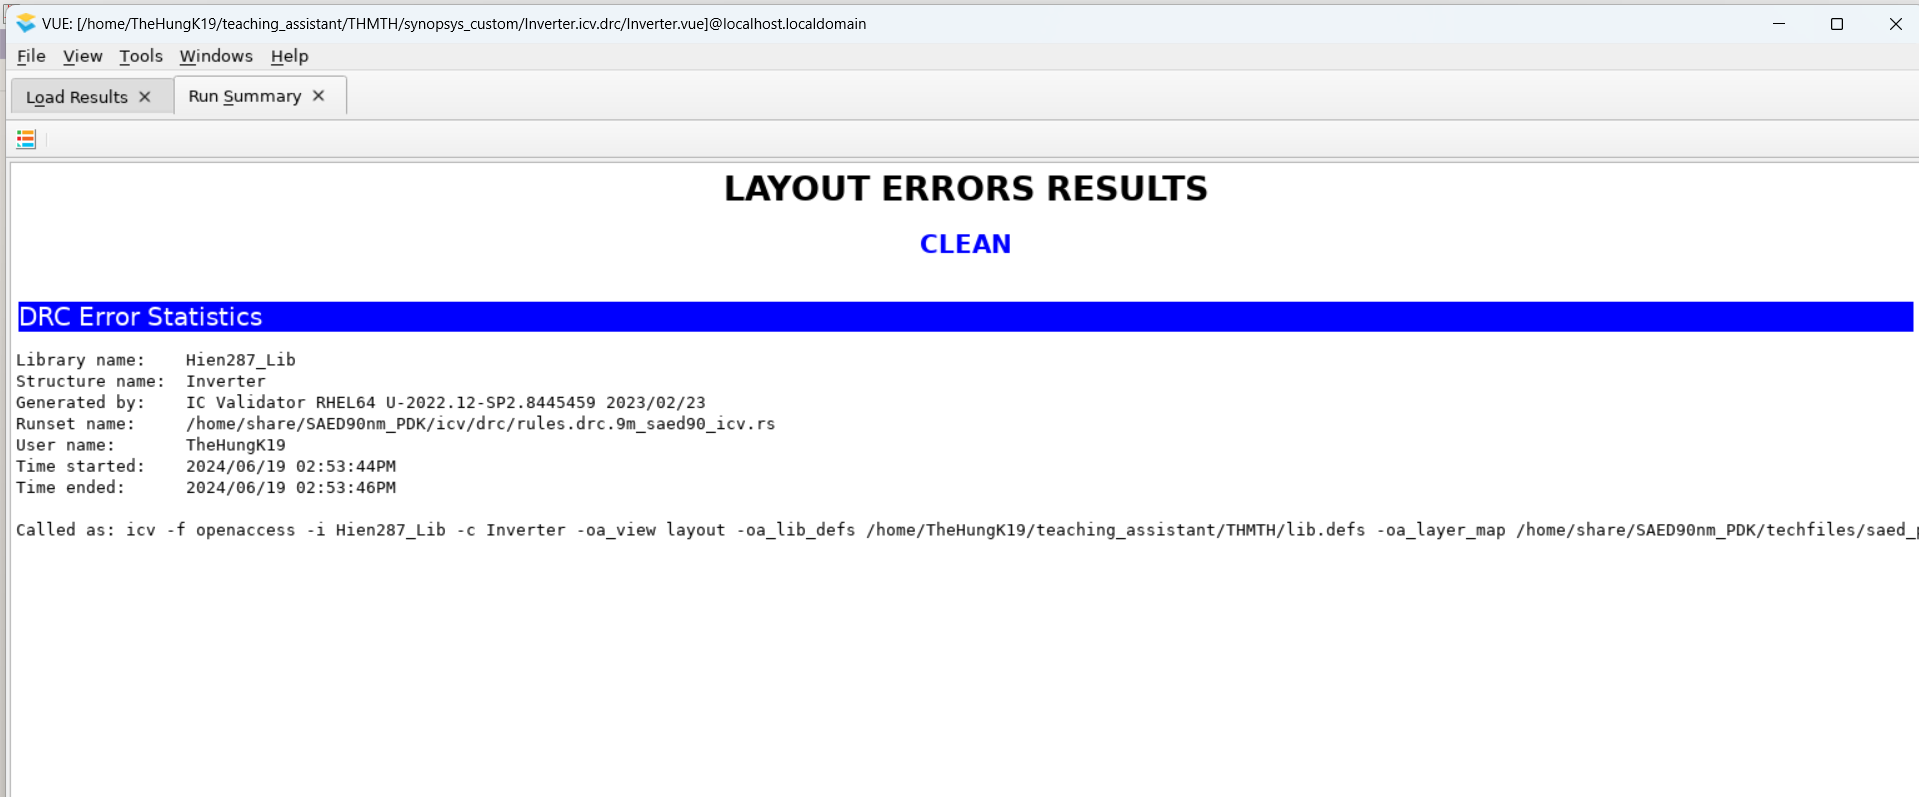 VUE: [/home/TheHungK19/teaching_assistant/THMTH/synopsys_custom/Inverter.icv.drc/Inverter.vue]@localhost.localdomain
File View Tools Windows Help
Load Results Run Summary
LAYOUT ERRORS RESULTS
CLEAN
DRC Error Statistics
Library name: Hien287_Lib
Structure name: Inverter
Generated by: IC Validator RHEL64 U-2022.12-SP2.8445459 2023/02/23
Runset name: /home/share/SAED90nm_PDK/icv/drc/rules.drc.9m_saed90_icv.rs
User name: TheHungK19
Time started: 2024/06/19 02:53:44PM
Time ended: 2024/06/19 02:53:46PM
Called as: icv -f openaccess -i Hien287_Lib -c Inverter -oa_view layout -oa_lib_defs /home/TheHungK19/teaching_assistant/THMTH/lib.defs -oa_layer_map /home/share/SAED90nm_PDK/techfiles/saed_